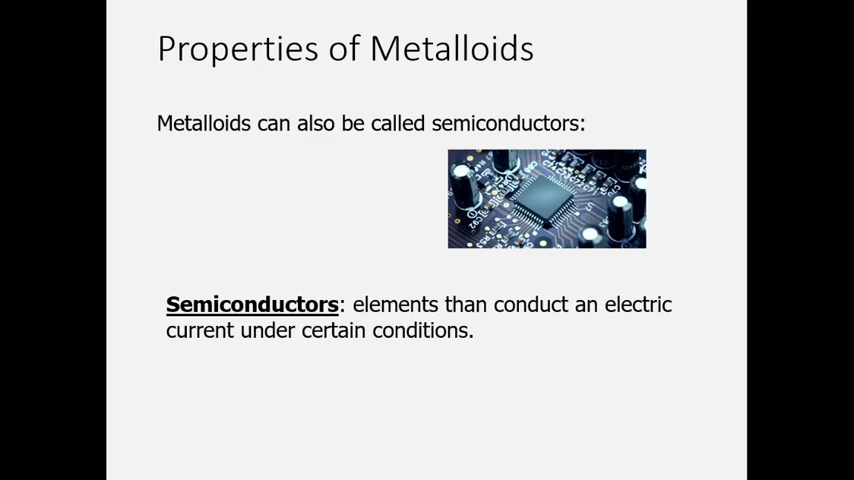 Properties of Metalloids
Metalloids can also be called semiconductors:
Semiconductors: elements than conduct an electric
current under certain conditions.